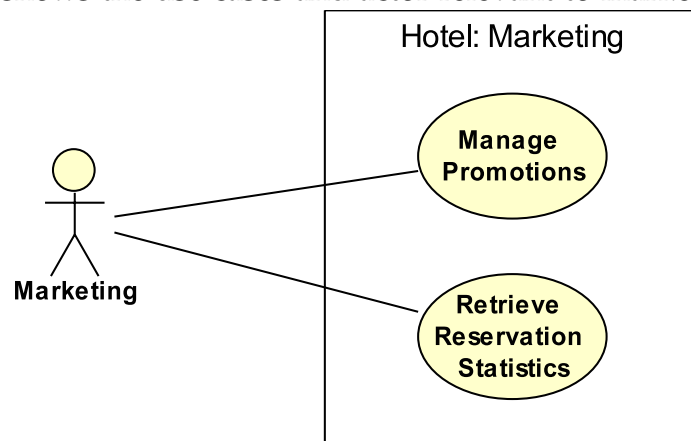 Hotel: Marketing
Manage
Promotions
Marketing
Retrieve
Reservation
Statistics